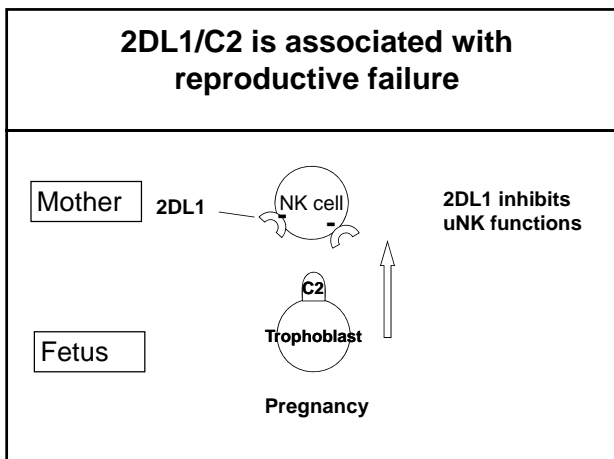 2DL1/C2 is associated with
reproductive failure
Mother
2DL1
NK cell
- -
2DL1 inhibits
uNK functions
C2
Trophoblast
Fetus
Pregnancy